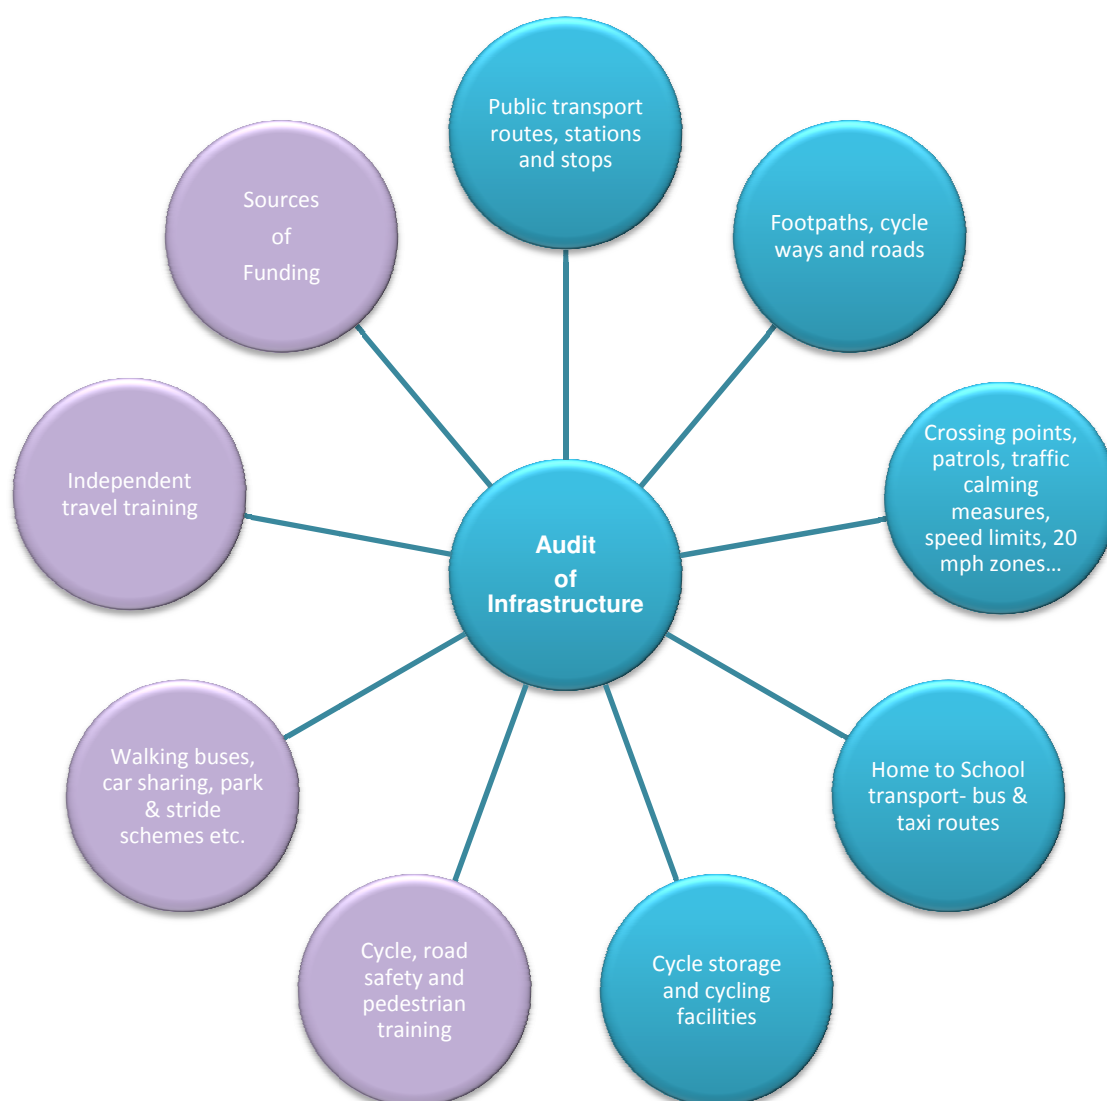 Public transport
routes, stations
and stops
Footpaths, cycle
ways and roads
Crossing points,
patrols, traffic
calming
measures,
speed limits, 20
mph zones…
Home to School
transport- bus &
taxi routes
Cycle storage
and cycling
facilities
Cycle, road
safety and
pedestrian
training
Walking buses,
car sharing, park
& stride
schemes etc.
Independent
travel training
Sources
of
Funding
Audit
of
Infrastructure